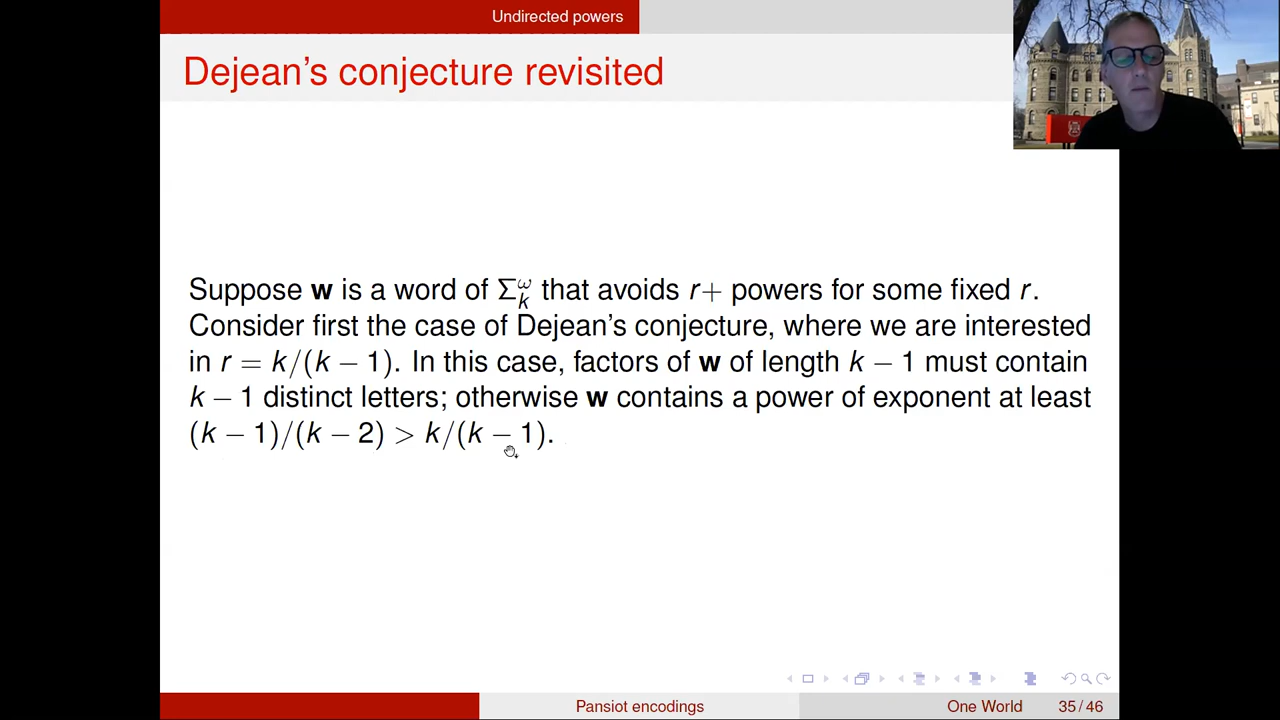 Undirected powers
Dejean's conjecture revisited
Suppose w is a word of Σ_k^ω that avoids r+ powers for some fixed r.
Consider first the case of Dejean's conjecture, where we are interested
in r = k/(k − 1). In this case, factors of w of length k − 1 must contain
k − 1 distinct letters; otherwise w contains a power of exponent at least
(k − 1)/(k − 2) > k/(k − 1).
Pansiot encodings
One World
35 / 46